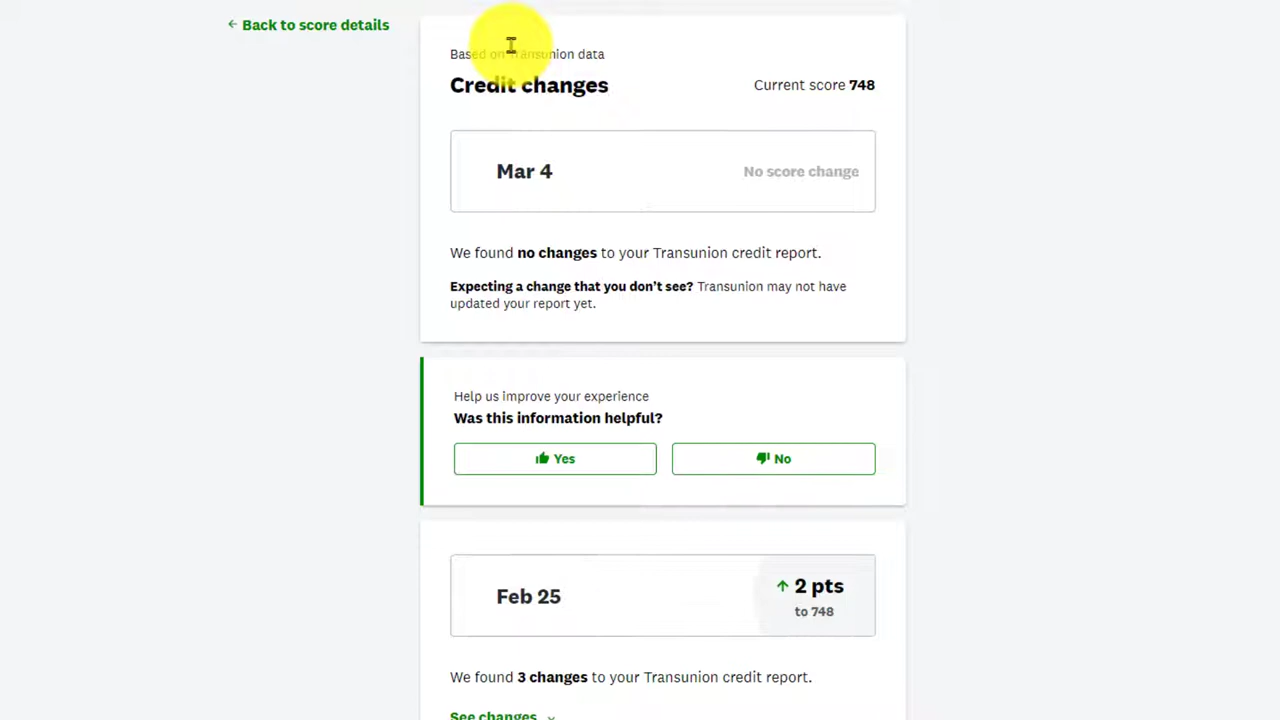 ← Back to score details
Based on Transunion data
Credit changes
Current score 748
Mar 4
No score change
We found no changes to your Transunion credit report.
Expecting a change that you don't see? Transunion may not have
updated your report yet.
Help us improve your experience
Was this information helpful?
Yes
No
Feb 25
↑ 2 pts
to 748
We found 3 changes to your Transunion credit report.
See changes